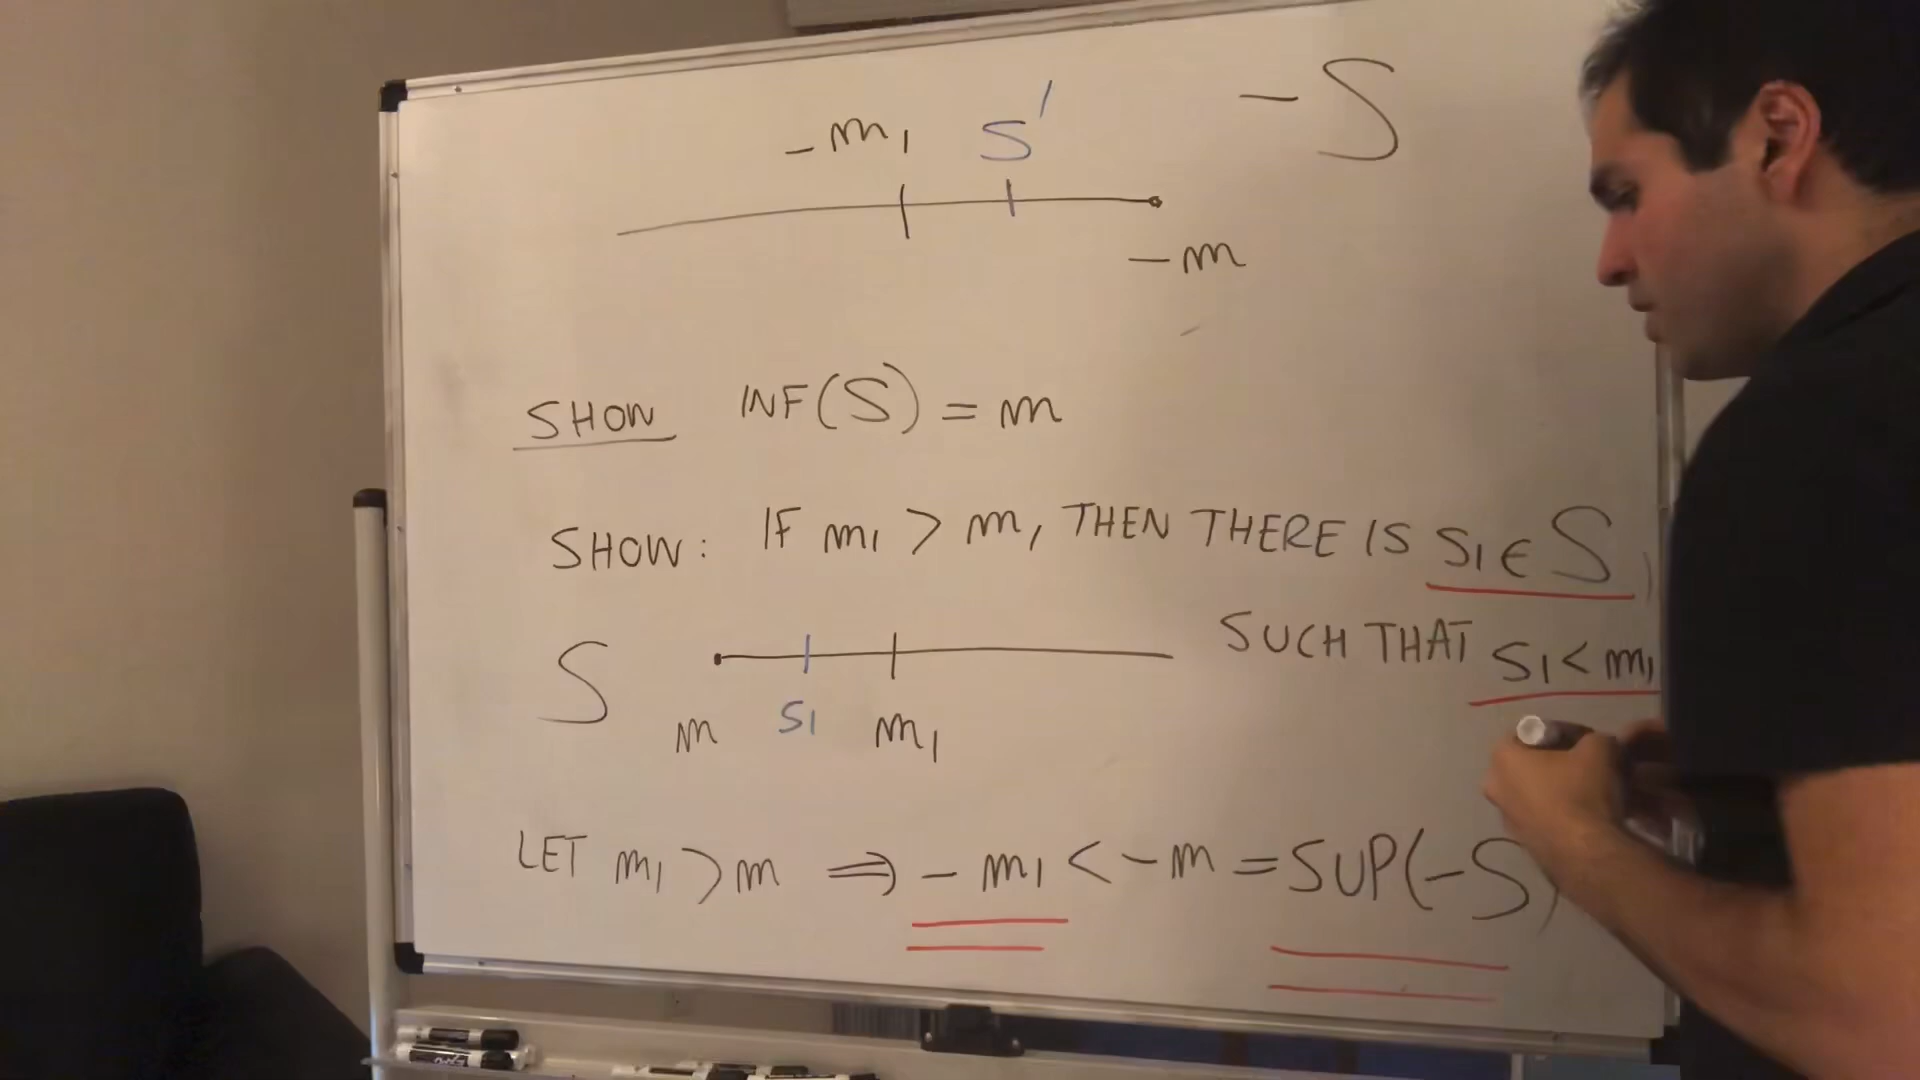 -m₁ S' -S
-m
SHOW INF(S) = m
SHOW: IF m₁ > m, THEN THERE IS S₁ ∈ S,
SUCH THAT S₁ < m₁
S m S₁ m₁
LET m₁ > m ⇒ -m₁ < -m = SUP(-S)